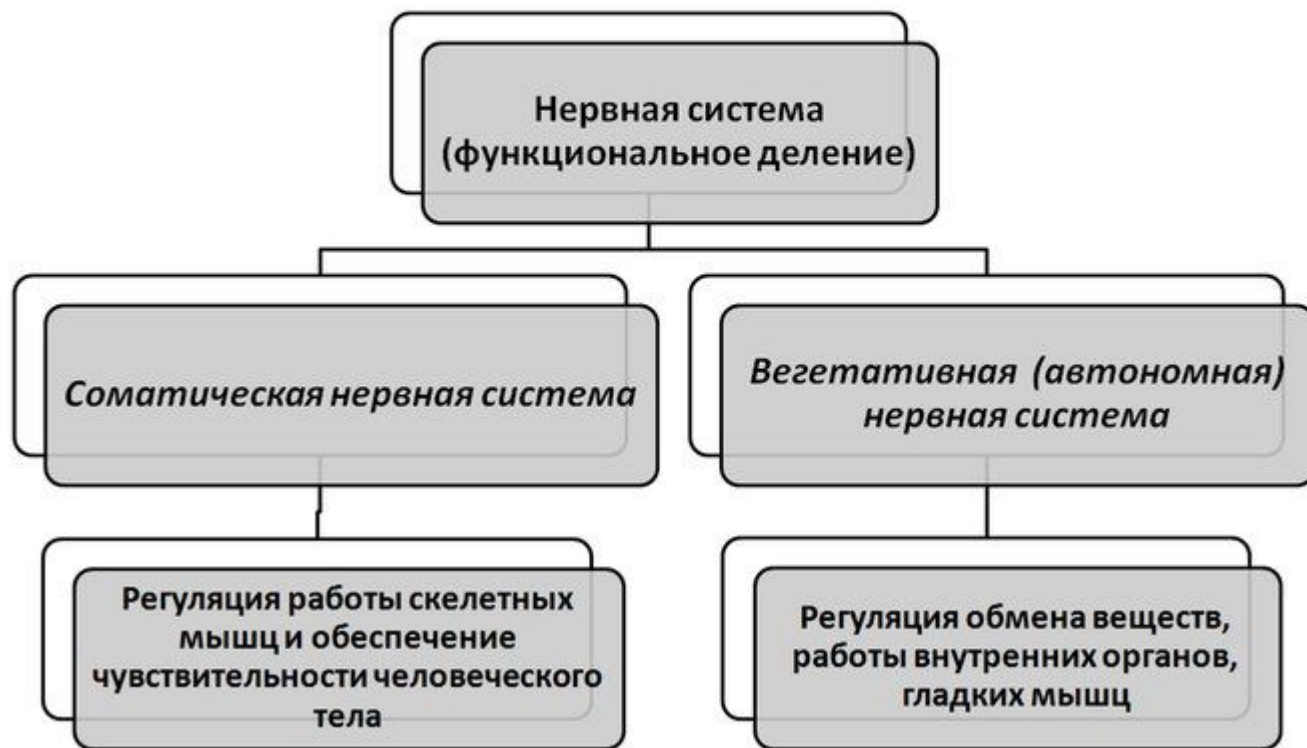 Нервная система
(функциональное деление)
Соматическая нервная система
Вегетативная (автономная)
нервная система
Регуляция работы скелетных
мышц и обеспечение
чувствительности человеческого
тела
Регуляция обмена веществ,
работы внутренних органов,
гладких мышц